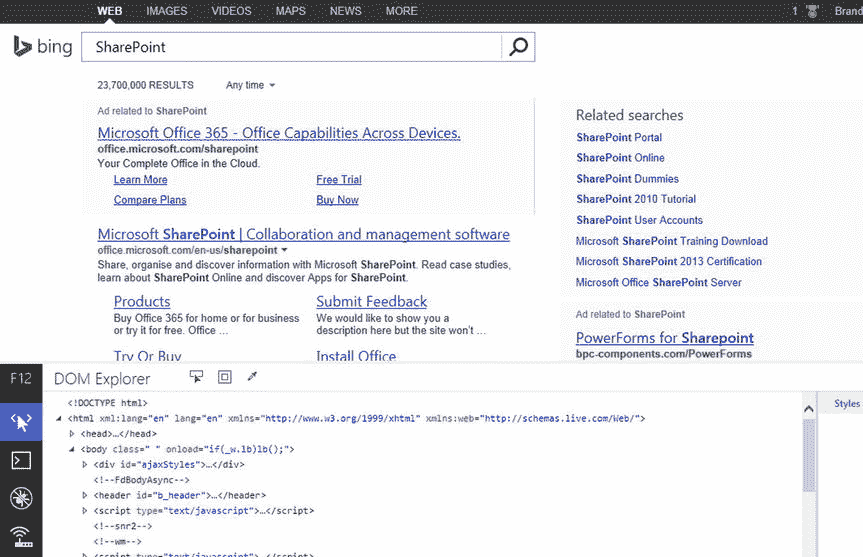 WEB IMAGES VIDEOS MAPS NEWS MORE 1 Brand
bing SharePoint
23,700,000 RESULTS Any time
Ad related to SharePoint
Microsoft Office 365 - Office Capabilities Across Devices.
office.microsoft.com/sharepoint
Your Complete Office in the Cloud.
Learn More Free Trial
Compare Plans Buy Now
Microsoft SharePoint | Collaboration and management software
office.microsoft.com/en-us/sharepoint
Share, organise and discover information with Microsoft SharePoint. Read case studies,
learn about SharePoint Online and discover Apps for SharePoint.
Products Submit Feedback
Buy Office 365 for home or for business We would like to show you a
or try it for free. Office ... description here but the site won't ...
Try Or Buy Install Office
Related searches
SharePoint Portal
SharePoint Online
SharePoint Dummies
SharePoint 2010 Tutorial
SharePoint User Accounts
Microsoft SharePoint Training Download
Microsoft SharePoint 2013 Certification
Microsoft Office SharePoint Server
Ad related to SharePoint
PowerForms for Sharepoint
bpc-components.com/PowerForms
F12 DOM Explorer
Styles
<!DOCTYPE html>
<html xml:lang="en" lang="en" xmlns="http://www.w3.org/1999/xhtml" xmlns:web="http://schemas.live.com/Web/">
<head>…</head>
<body class=" " onload="if(_w.lb)lb();">
<div id="ajaxStyles">…</div>
<!--FdBodyAsync-->
<header id="b_header">…</header>
<script type="text/javascript">…</script>
<!--snr2-->
<!--wm-->
<script type="text/javascript">…</script>